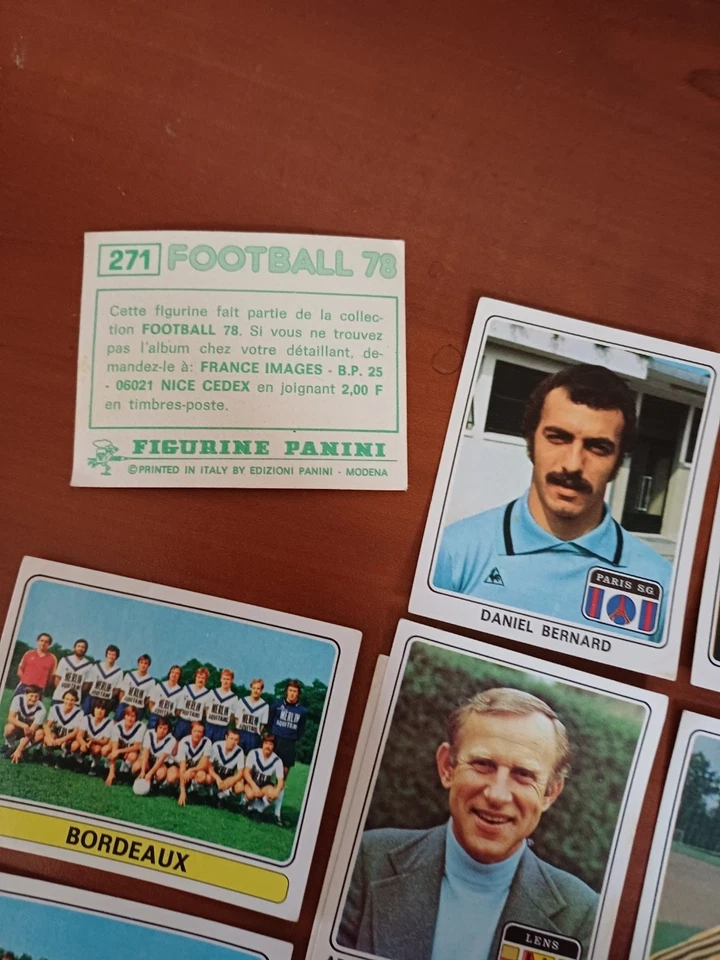 271 FOOTBALL 78
Cette figurine fait partie de la collec-
tion FOOTBALL 78. Si vous ne trouvez
pas l'album chez votre détaillant, de-
mandez-le à: FRANCE IMAGES - B.P. 25
- 06021 NICE CEDEX en joignant 2,00 F
en timbres-poste.
FIGURINE PANINI
©PRINTED IN ITALY BY EDIZIONI PANINI - MODENA
PARIS S.G.
DANIEL BERNARD
MERLIN
AQUITAINE
BORDEAUX
LENS